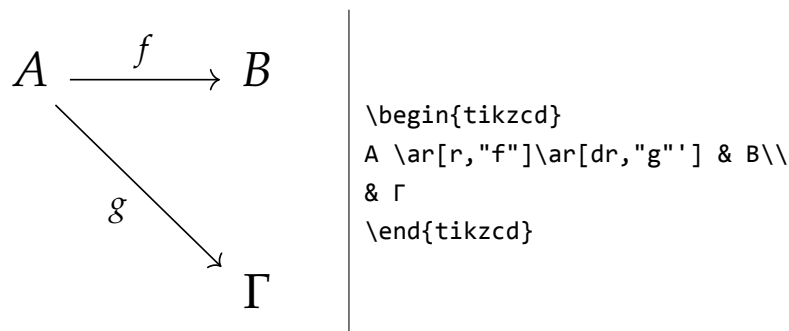 A f B
g
Γ
\begin{tikzcd}
A \ar[r,"f"]\ar[dr,"g"'] & B\\
& Γ
\end{tikzcd}